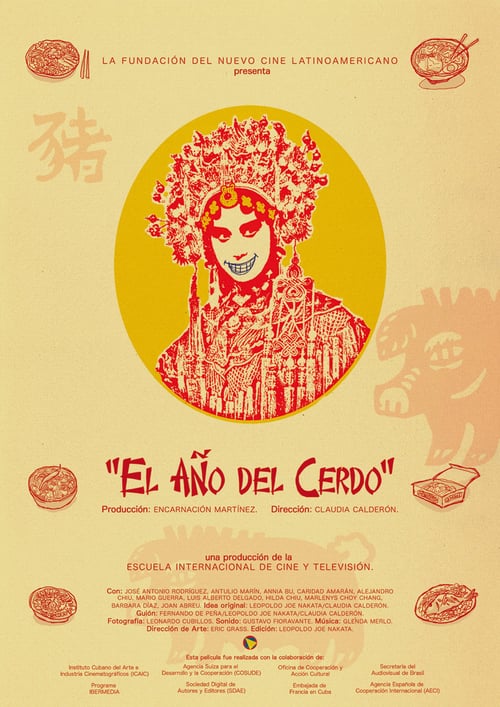 LA FUNDACIÓN DEL NUEVO CINE LATINOAMERICANO
presenta
豬
"EL AÑO DEL CERDO"
Producción: ENCARNACIÓN MARTÍNEZ. Dirección: CLAUDIA CALDERÓN.
una producción de la
ESCUELA INTERNACIONAL DE CINE Y TELEVISIÓN.
Con: JOSÉ ANTONIO RODRÍGUEZ, ANTULIO MARÍN, ANNIA BU, CARIDAD AMARÁN, ALEJANDRO
CHIU, MARIO GUERRA, LUIS ALBERTO DELGADO, HILDA CHIU, MARLENYS CHOY CHANG,
BARBARA DÍAZ, JOAN ABREU. Idea original: LEOPOLDO JOE NAKATA/CLAUDIA CALDERÓN.
Guión: FERNANDO DE PEÑA/LEOPOLDO JOE NAKATA/CLAUDIA CALDERÓN.
Fotografía: LEONARDO CUBILLOS. Sonido: GUSTAVO FIORAVANTE. Música: GLENDA MERLO.
Dirección de Arte: ERIC GRASS. Edición: LEOPOLDO JOE NAKATA.
Esta película fue realizada con la colaboración de:
Instituto Cubano del Arte e
Industria Cinematográficos (ICAIC)
Agencia Suiza para el
Desarrollo y la Cooperación (COSUDE)
Oficina de Cooperación y
Acción Cultural
Secretaria del
Audiovisual do Brasil
Programa
IBERMEDIA
Sociedad Digital de
Autores y Editores (SDAE)
Embajada de
Francia en Cuba
Agencia Española de
Cooperación Internacional (AECI)